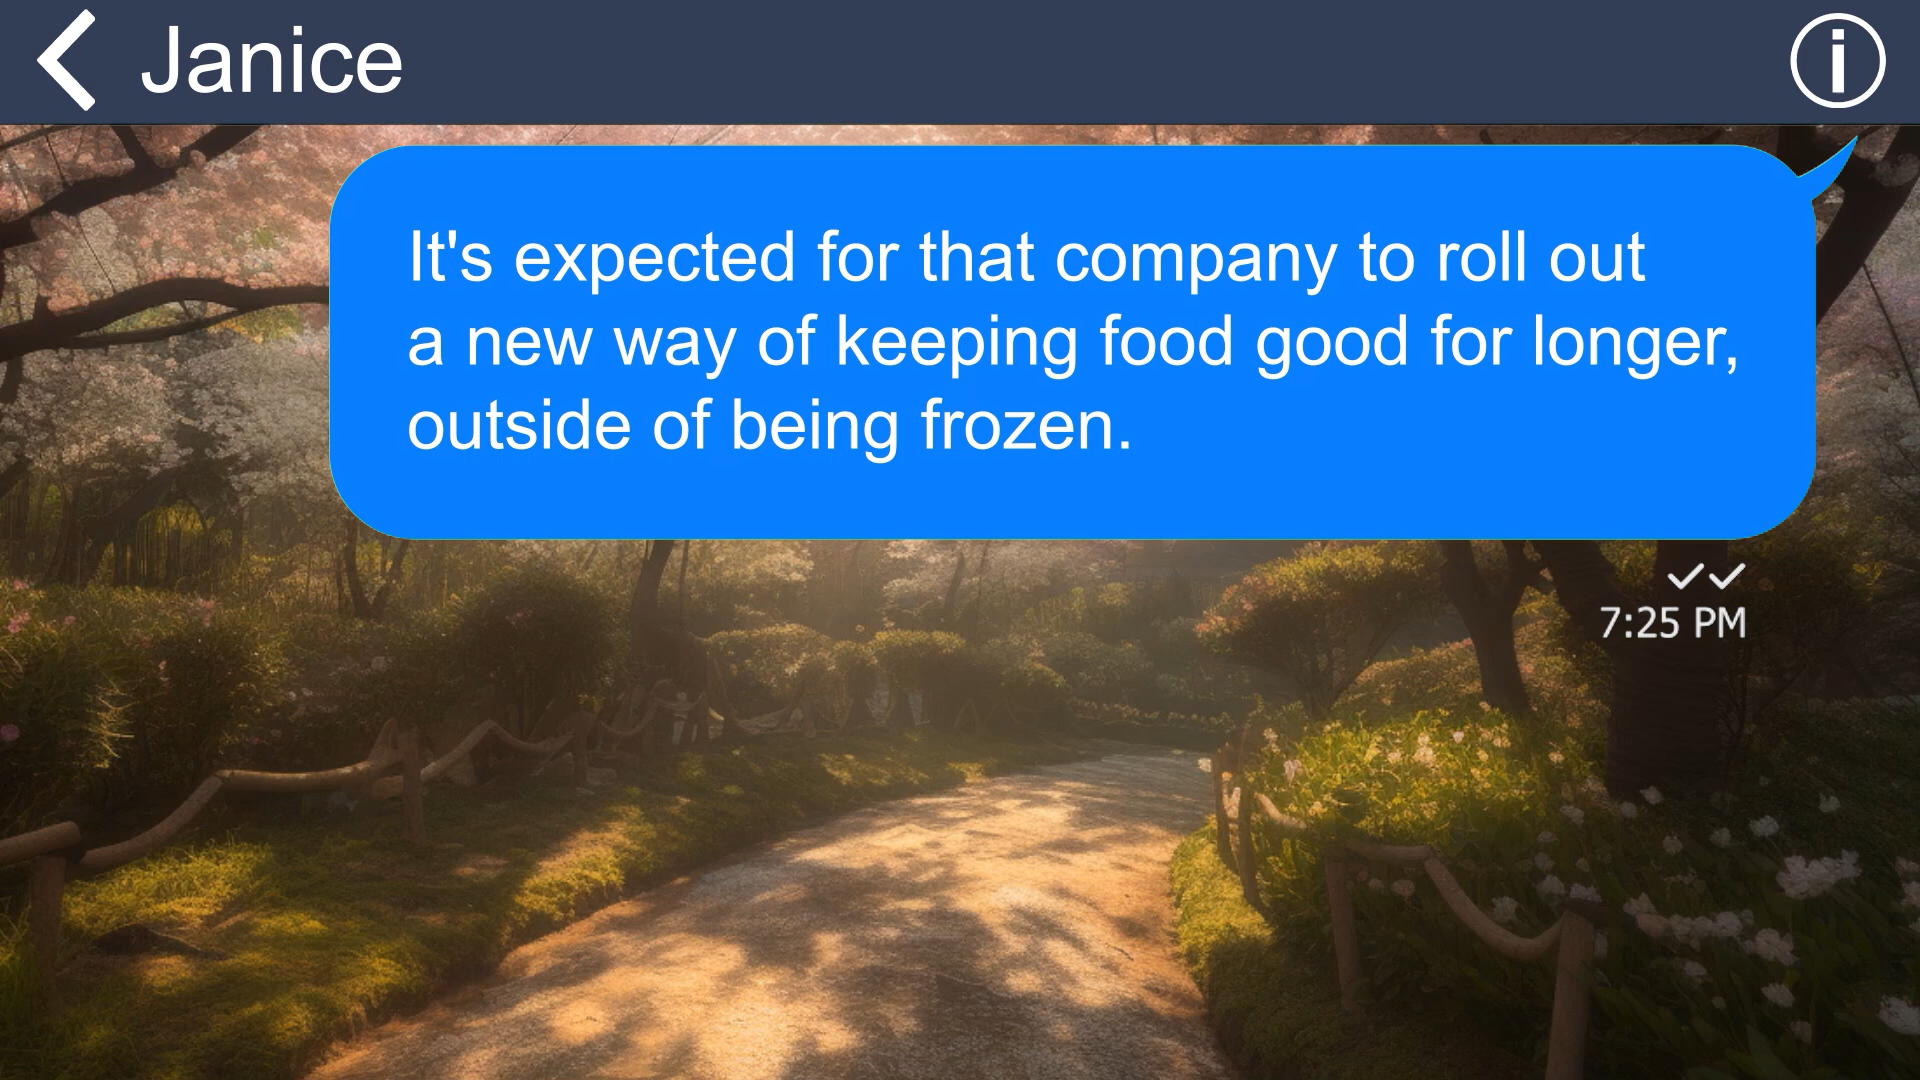 Janice
It's expected for that company to roll out
a new way of keeping food good for longer,
outside of being frozen.
7:25 PM